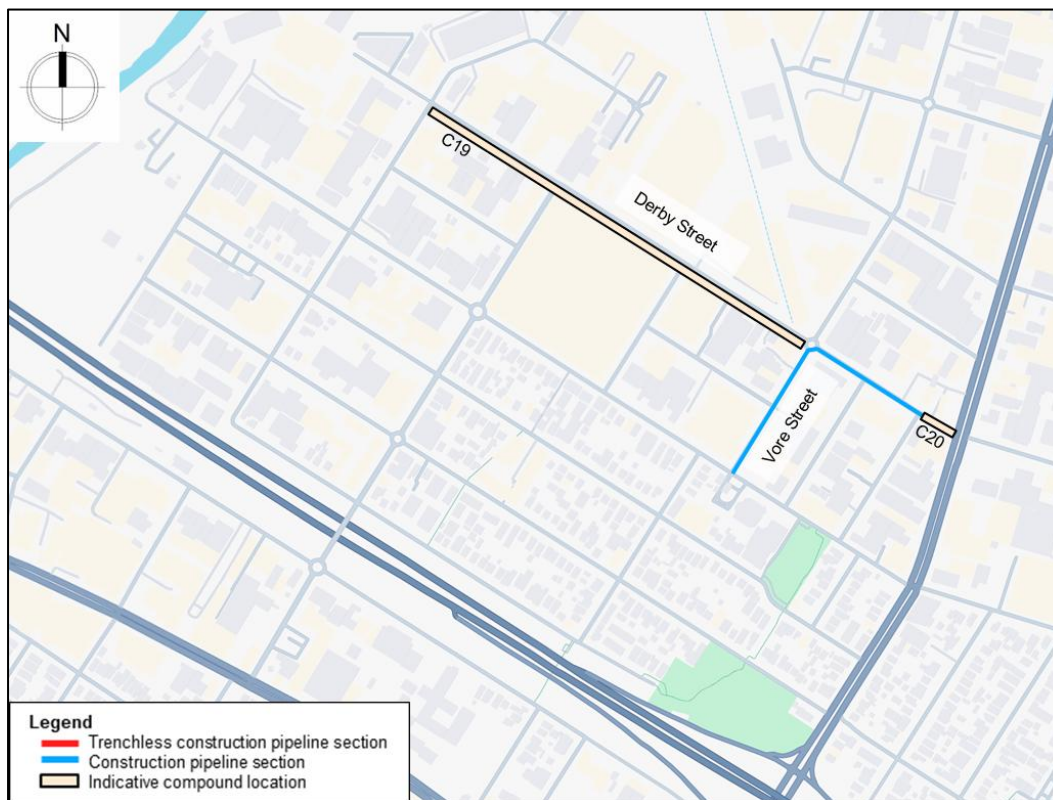 N
C19
Derby Street
Vore Street
C20
Legend
Trenchless construction pipeline section
Construction pipeline section
Indicative compound location